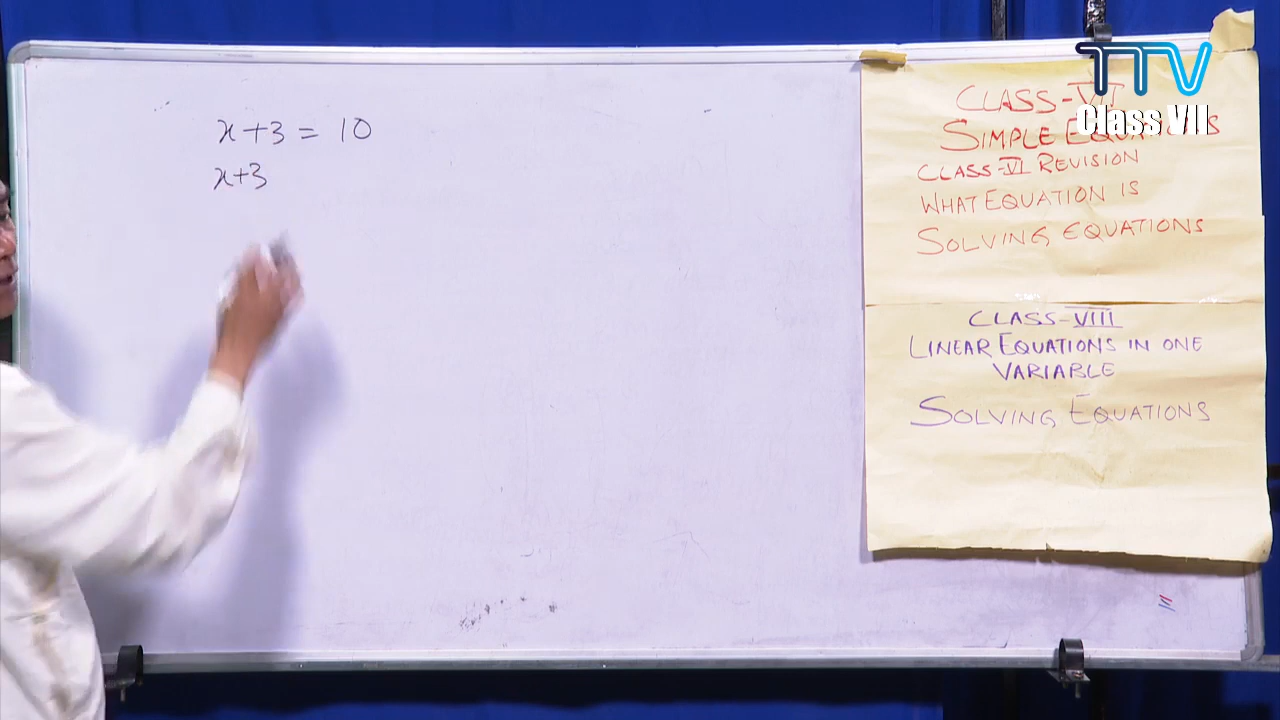 x+3 = 10
x+3
TTV
Class VII
CLASS-VII
SIMPLE EQUATIONS
CLASS-VI REVISION
WHAT EQUATION IS
SOLVING EQUATIONS
CLASS-VIII
LINEAR EQUATIONS IN ONE
VARIABLE
SOLVING EQUATIONS